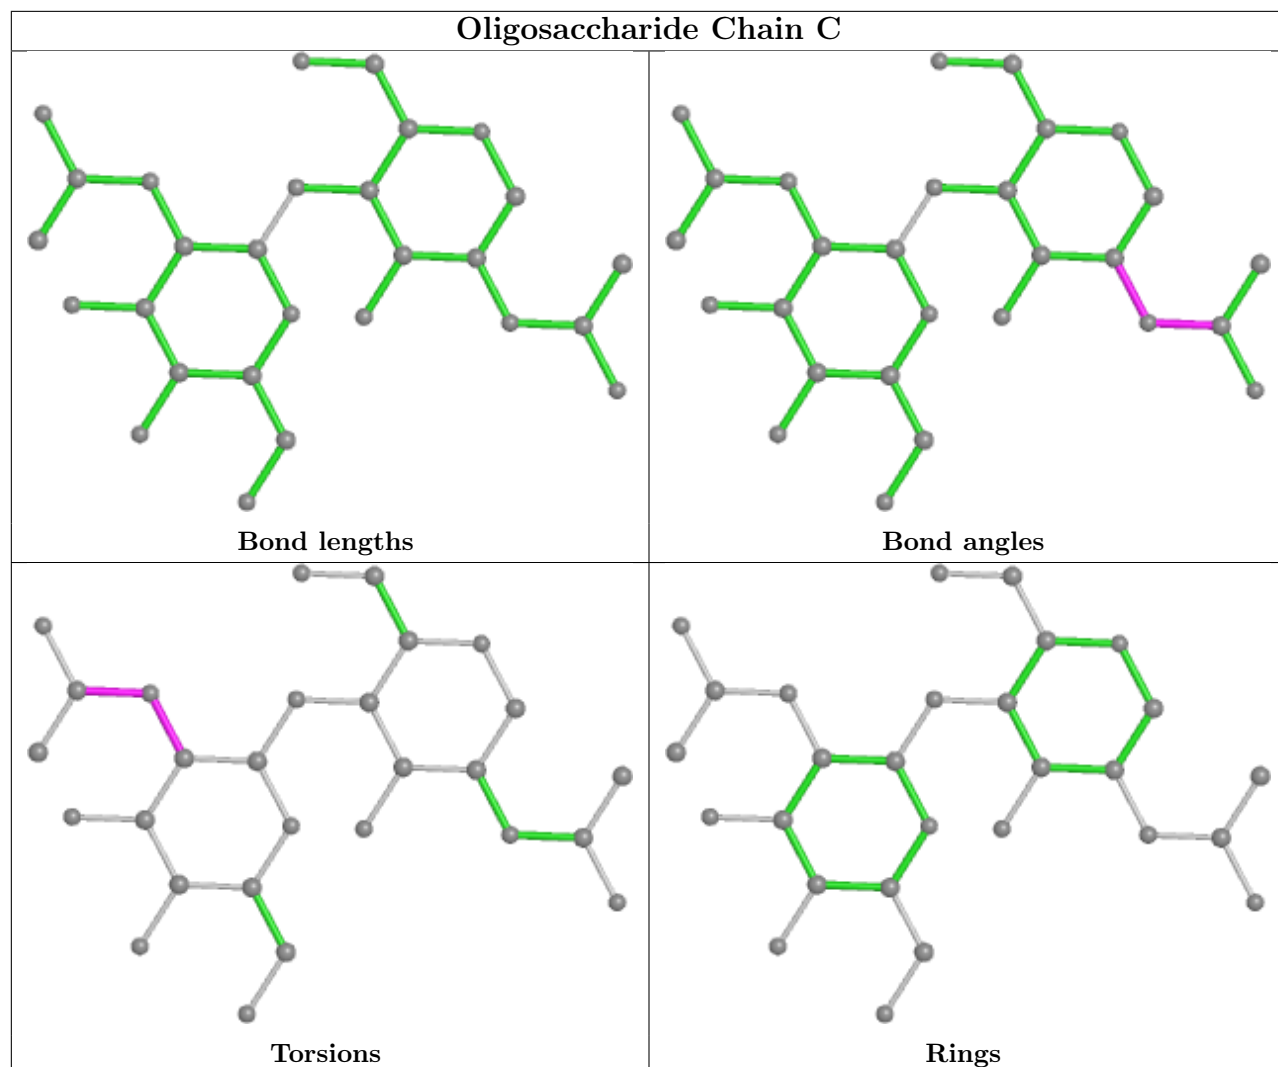 Oligosaccharide Chain C
Bond lengths
Bond angles
Torsions
Rings